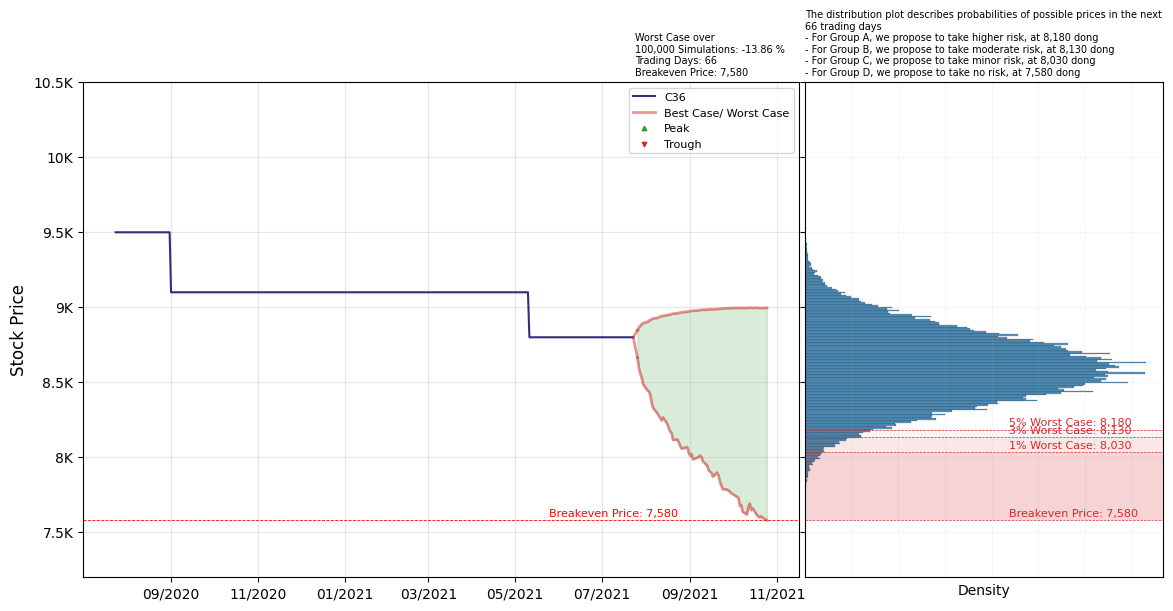 The distribution plot describes probabilities of possible prices in the next
66 trading days
- For Group A, we propose to take higher risk, at 8,180 dong
- For Group B, we propose to take moderate risk, at 8,130 dong
- For Group C, we propose to take minor risk, at 8,030 dong
- For Group D, we propose to take no risk, at 7,580 dong
Worst Case over
100,000 Simulations: -13.86 %
Trading Days: 66
Breakeven Price: 7,580
C36
Best Case/ Worst Case
Peak
Trough
Stock Price
10.5K
10K
9.5K
9K
8.5K
8K
7.5K
Breakeven Price: 7,580
09/2020
11/2020
01/2021
03/2021
05/2021
07/2021
09/2021
11/2021
5% Worst Case: 8,180
3% Worst Case: 8,130
1% Worst Case: 8,030
Breakeven Price: 7,580
Density